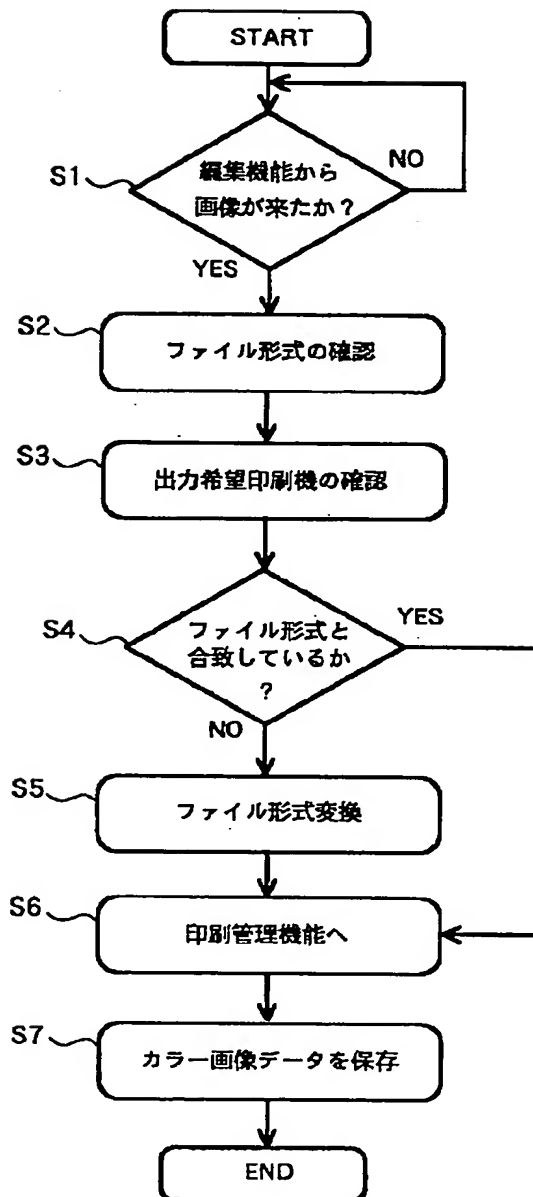 START
S1
編集機能から
画像が来たか？
NO
YES
S2
ファイル形式の確認
S3
出力希望印刷機の確認
S4
ファイル形式と
合致しているか
？
YES
NO
S5
ファイル形式変換
S6
印刷管理機能へ
S7
カラー画像データを保存
END